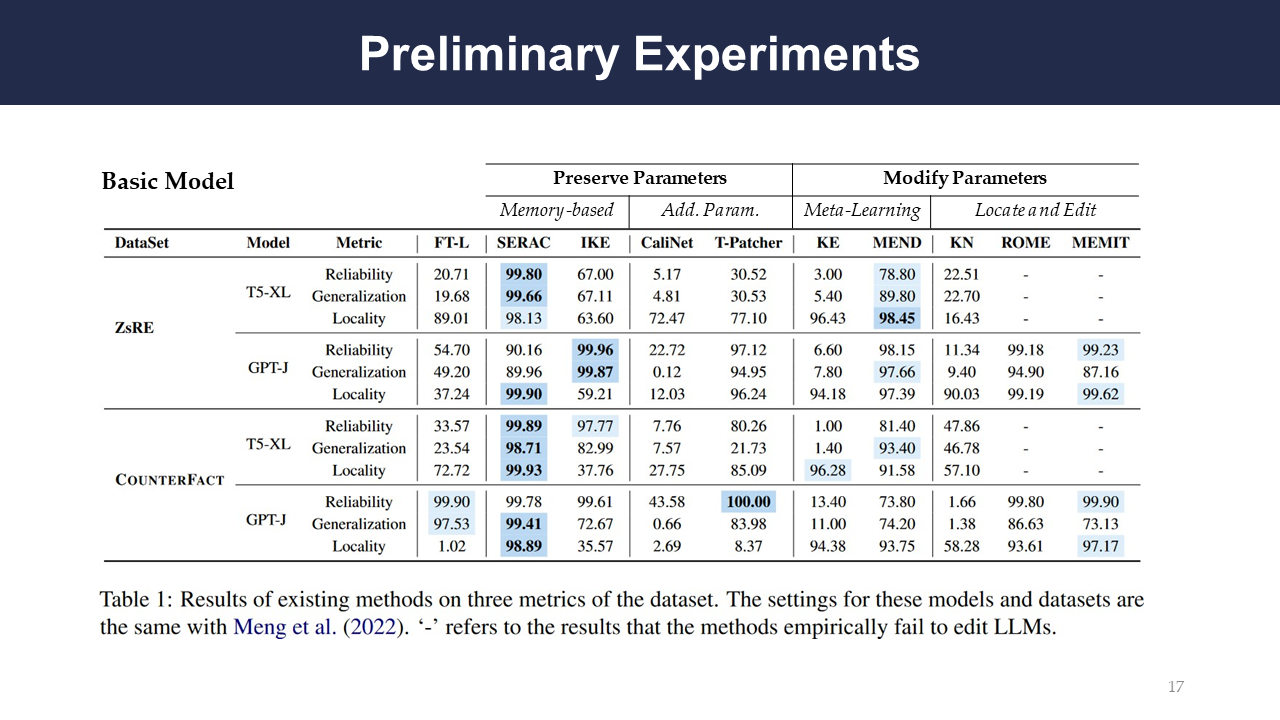 Preliminary Experiments
Basic Model
Preserve Parameters Modify Parameters
Memory-based Add. Param. Meta-Learning Locate and Edit
DataSet Model Metric FT-L SERAC IKE CaliNet T-Patcher KE MEND KN ROME MEMIT
Reliability 20.71 99.80 67.00 5.17 30.52 3.00 78.80 22.51 - -
T5-XL Generalization 19.68 99.66 67.11 4.81 30.53 5.40 89.80 22.70 - -
Locality 89.01 98.13 63.60 72.47 77.10 96.43 98.45 16.43 - -
ZsRE
Reliability 54.70 90.16 99.96 22.72 97.12 6.60 98.15 11.34 99.18 99.23
GPT-J Generalization 49.20 89.96 99.87 0.12 94.95 7.80 97.66 9.40 94.90 87.16
Locality 37.24 99.90 59.21 12.03 96.24 94.18 97.39 90.03 99.19 99.62
Reliability 33.57 99.89 97.77 7.76 80.26 1.00 81.40 47.86 - -
T5-XL Generalization 23.54 98.71 82.99 7.57 21.73 1.40 93.40 46.78 - -
Locality 72.72 99.93 37.76 27.75 85.09 96.28 91.58 57.10 - -
COUNTERFACT
Reliability 99.90 99.78 99.61 43.58 100.00 13.40 73.80 1.66 99.80 99.90
GPT-J Generalization 97.53 99.41 72.67 0.66 83.98 11.00 74.20 1.38 86.63 73.13
Locality 1.02 98.89 35.57 2.69 8.37 94.38 93.75 58.28 93.61 97.17
Table 1: Results of existing methods on three metrics of the dataset. The settings for these models and datasets are
the same with Meng et al. (2022). ‘-’ refers to the results that the methods empirically fail to edit LLMs.
17